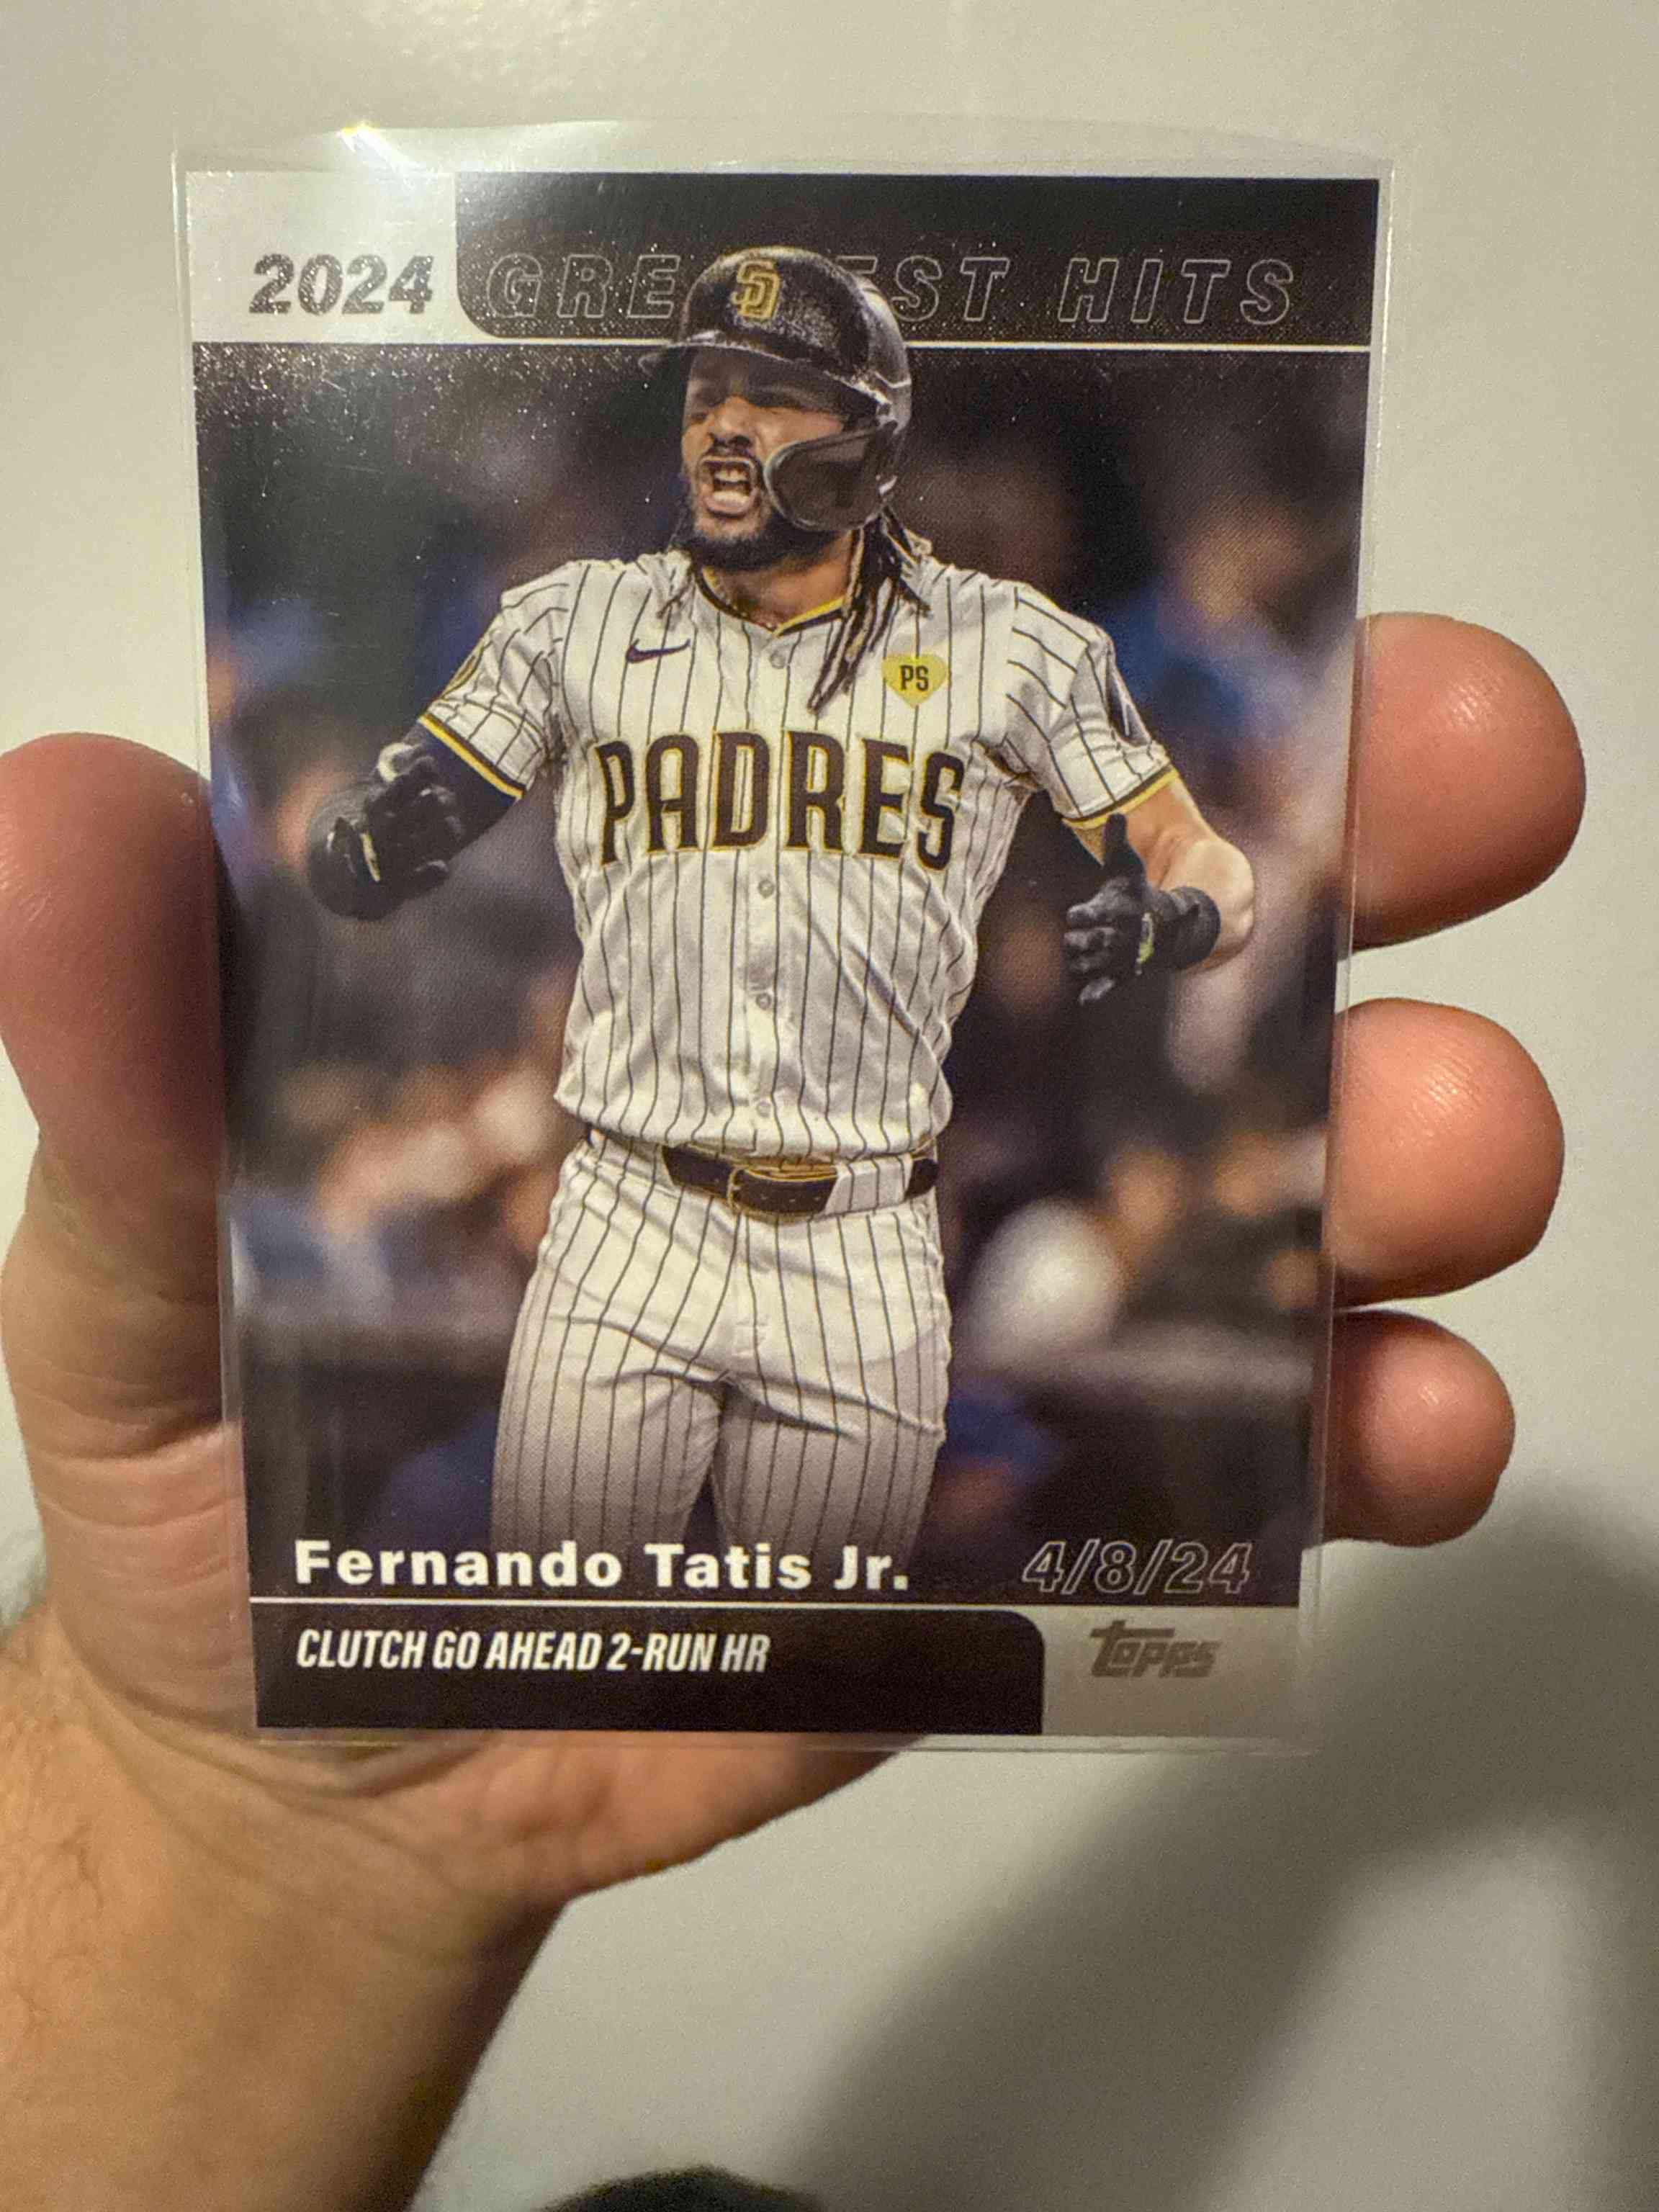 2024 GREATEST HITS
SD
PS
PADRES
Fernando Tatis Jr. 4/8/24
CLUTCH GO AHEAD 2-RUN HR
topps